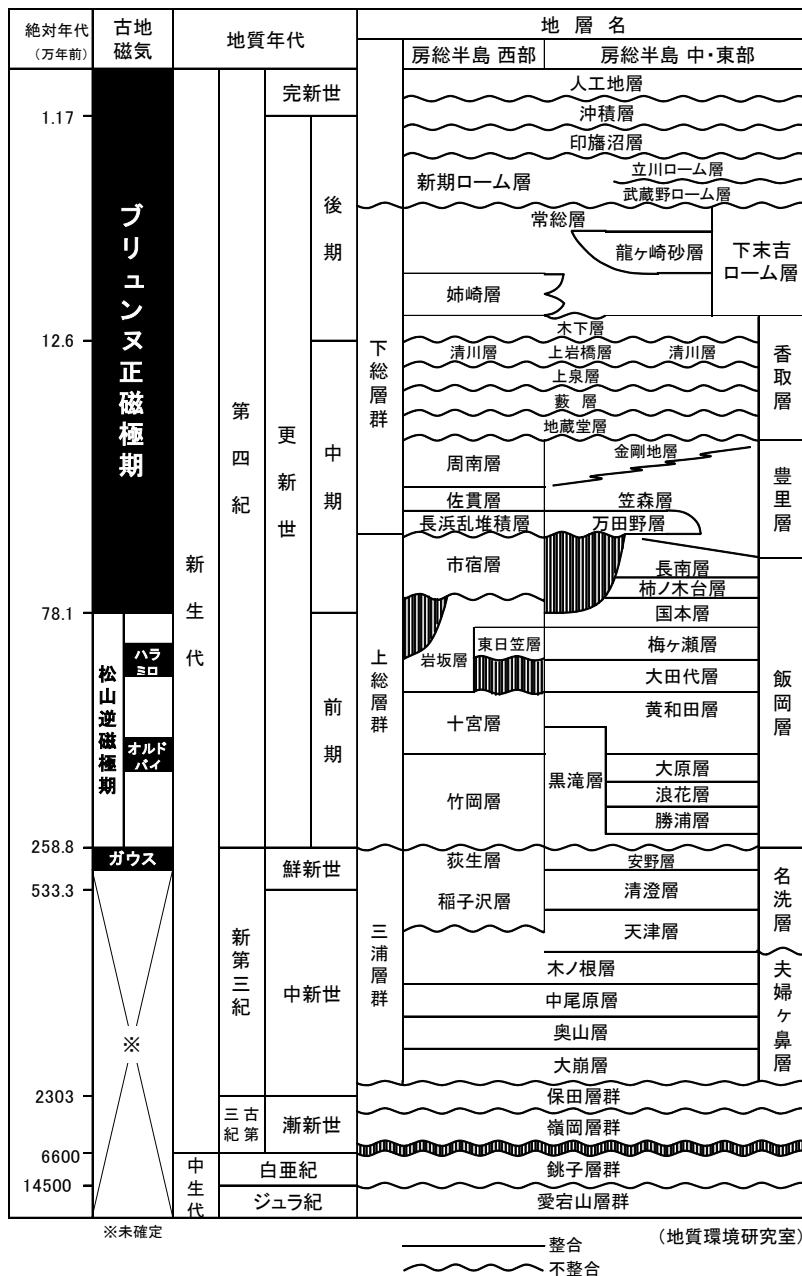 絶対年代
(万年前)
古地
磁気
地質年代
地 層 名
房総半島 西部
房総半島 中・東部
1.17
12.6
78.1
258.8
533.3
2303
6600
14500
ブリュンヌ正磁極期
松山逆磁極期
ハラ
ミロ
オルド
バイ
ガウス
※
新生代
中生代
第四紀
新第三紀
古第
三紀
白亜紀
ジュラ紀
完新世
更新世
後期
中期
前期
鮮新世
中新世
漸新世
下総層群
上総層群
三浦層群
人工地層
沖積層
印旛沼層
新期ローム層
立川ローム層
武蔵野ローム層
常総層
龍ヶ崎砂層
下末吉
ローム層
姉崎層
木下層
清川層 上岩橋層 清川層
上泉層
藪 層
地蔵堂層
香取層
周南層
金剛地層
豊里層
佐貫層
笠森層
長浜乱堆積層
万田野層
市宿層
長南層
柿ノ木台層
国本層
岩坂層
東日笠層
梅ヶ瀬層
大田代層
飯岡層
十宮層
黄和田層
竹岡層
黒滝層
大原層
浪花層
勝浦層
荻生層
安野層
名洗層
稲子沢層
清澄層
天津層
木ノ根層
夫婦ヶ鼻層
中尾原層
奥山層
大崩層
保田層群
嶺岡層群
銚子層群
愛宕山層群
※未確定
(地質環境研究室)
整合
不整合